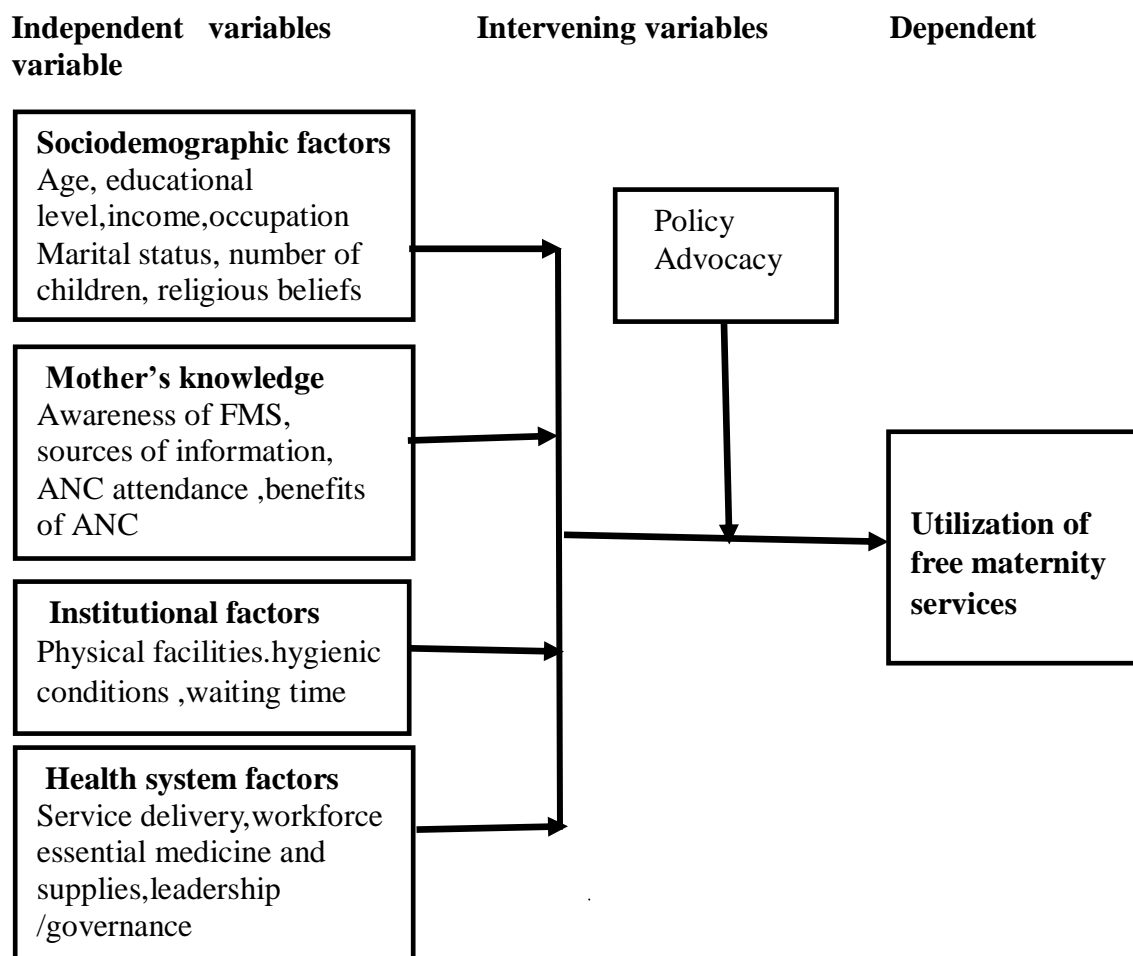 Independent variables Intervening variables Dependent
variable
Sociodemographic factors
Age, educational
level,income,occupation
Marital status, number of
children, religious beliefs
Policy
Advocacy
Mother’s knowledge
Awareness of FMS,
sources of information,
ANC attendance ,benefits
of ANC
Utilization of
free maternity
services
Institutional factors
Physical facilities.hygienic
conditions ,waiting time
Health system factors
Service delivery,workforce
essential medicine and
supplies,leadership
/governance
.